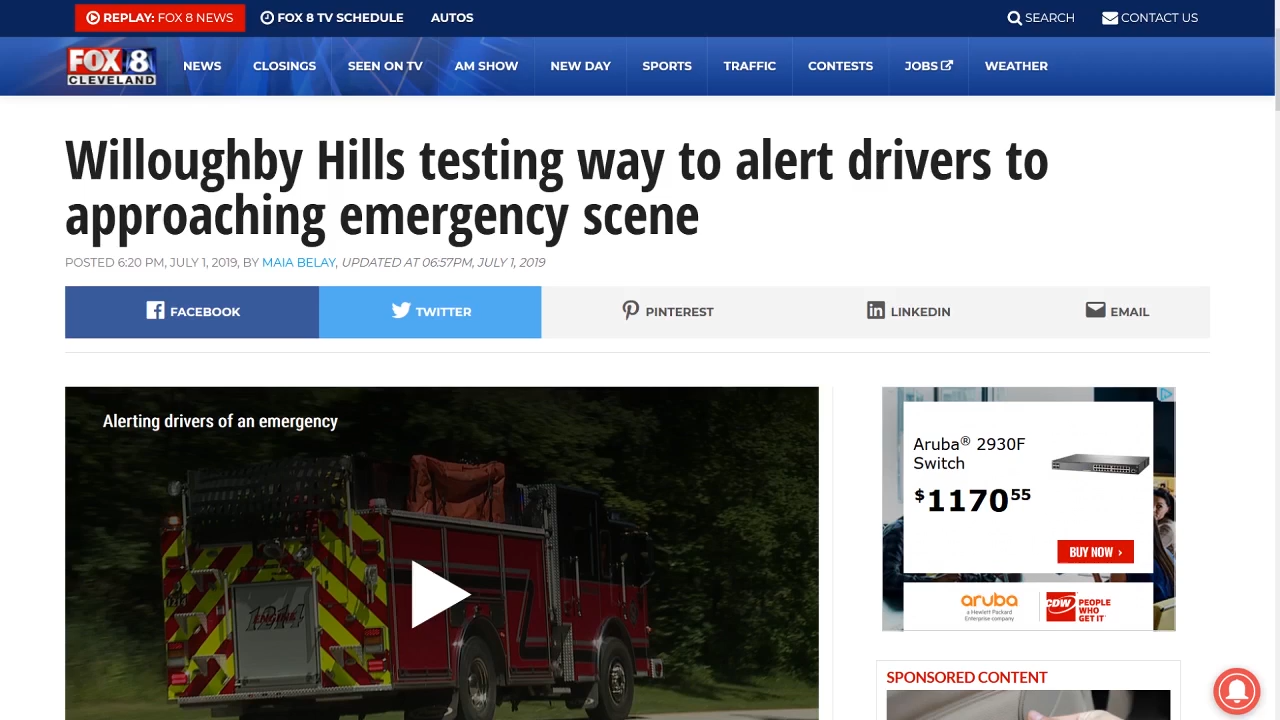 REPLAY: FOX 8 NEWS
FOX 8 TV SCHEDULE
AUTOS
SEARCH
CONTACT US
FOX 8
CLEVELAND
NEWS
CLOSINGS
SEEN ON TV
AM SHOW
NEW DAY
SPORTS
TRAFFIC
CONTESTS
JOBS
WEATHER
Willoughby Hills testing way to alert drivers to
approaching emergency scene
POSTED 6:20 PM, JULY 1, 2019, BY MAIA BELAY, UPDATED AT 06:57PM, JULY 1, 2019
FACEBOOK
TWITTER
PINTEREST
LINKEDIN
EMAIL
Alerting drivers of an emergency
1214
ENGINE
Aruba® 2930F
Switch
$1170 55
BUY NOW ›
aruba
a Hewlett Packard
Enterprise company
CDW
PEOPLE
WHO
GET IT
SPONSORED CONTENT